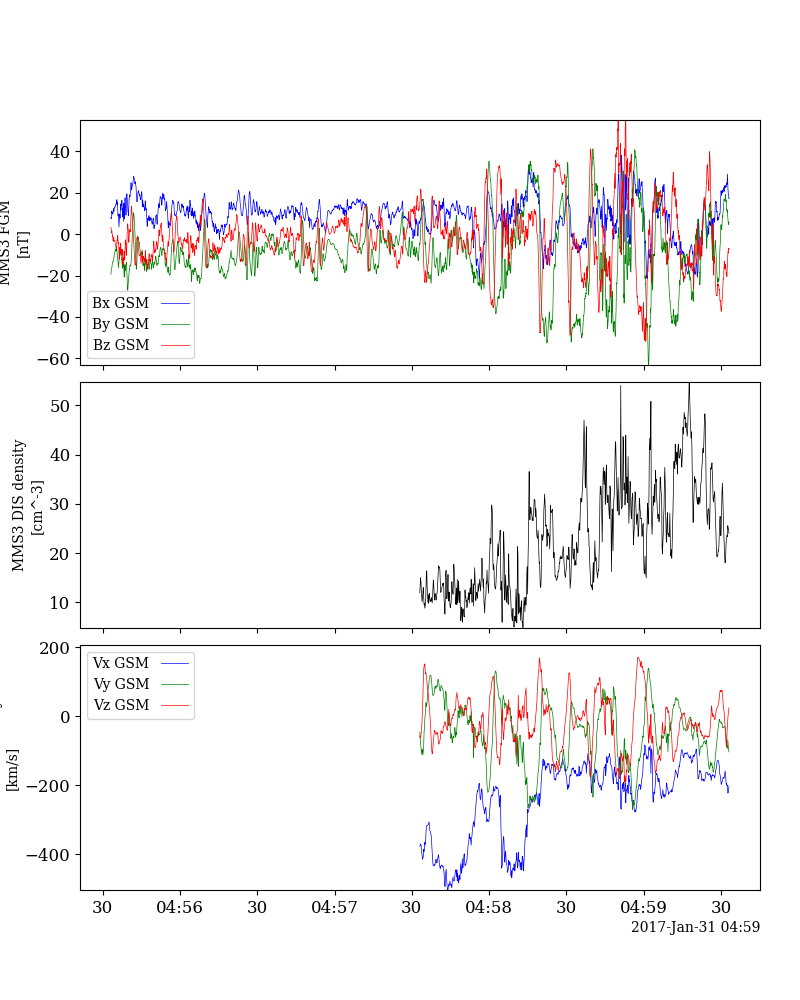 40
20
0
−20
−40
−60
MMS3 FGM
[nT]
Bx GSM
By GSM
Bz GSM
50
40
30
20
10
MMS3 DIS density
[cm^-3]
200
0
−200
−400
[km/s]
Vx GSM
Vy GSM
Vz GSM
30 04:56 30 04:57 30 04:58 30 04:59 30
2017-Jan-31 04:59